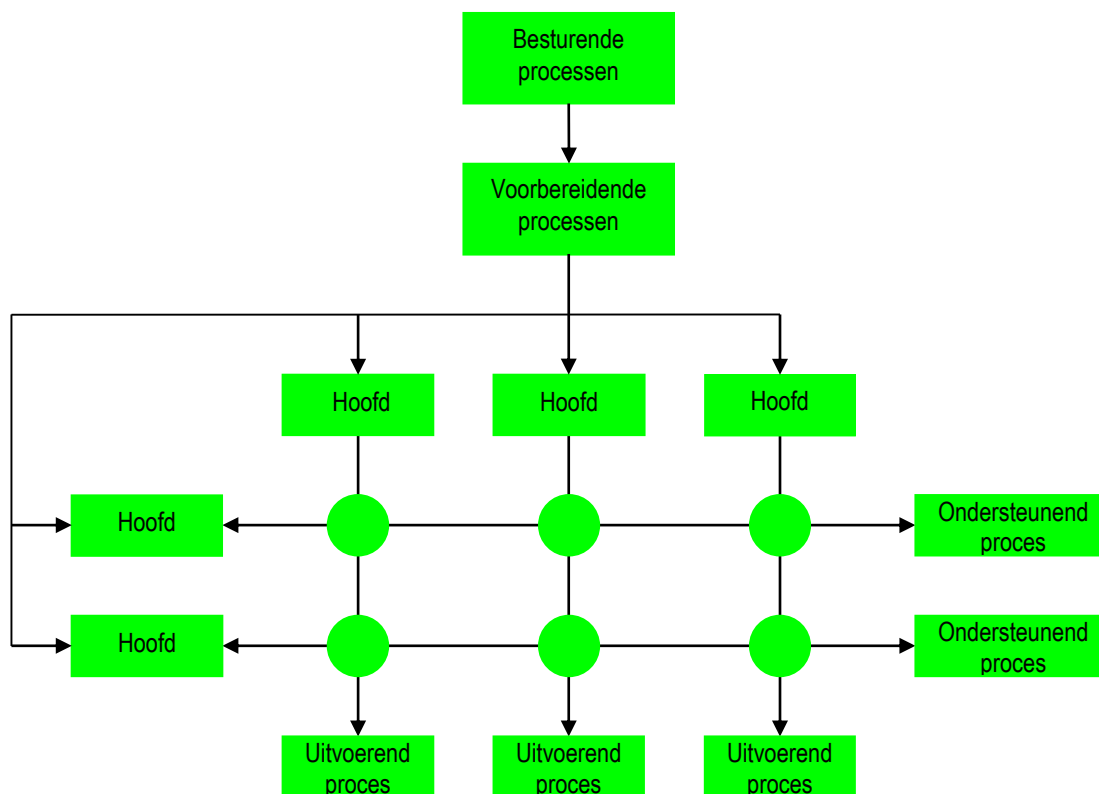 Besturende
processen
Voorbereidende
processen
Hoofd
Hoofd
Hoofd
Hoofd
Ondersteunend
proces
Hoofd
Ondersteunend
proces
Uitvoerend
proces
Uitvoerend
proces
Uitvoerend
proces